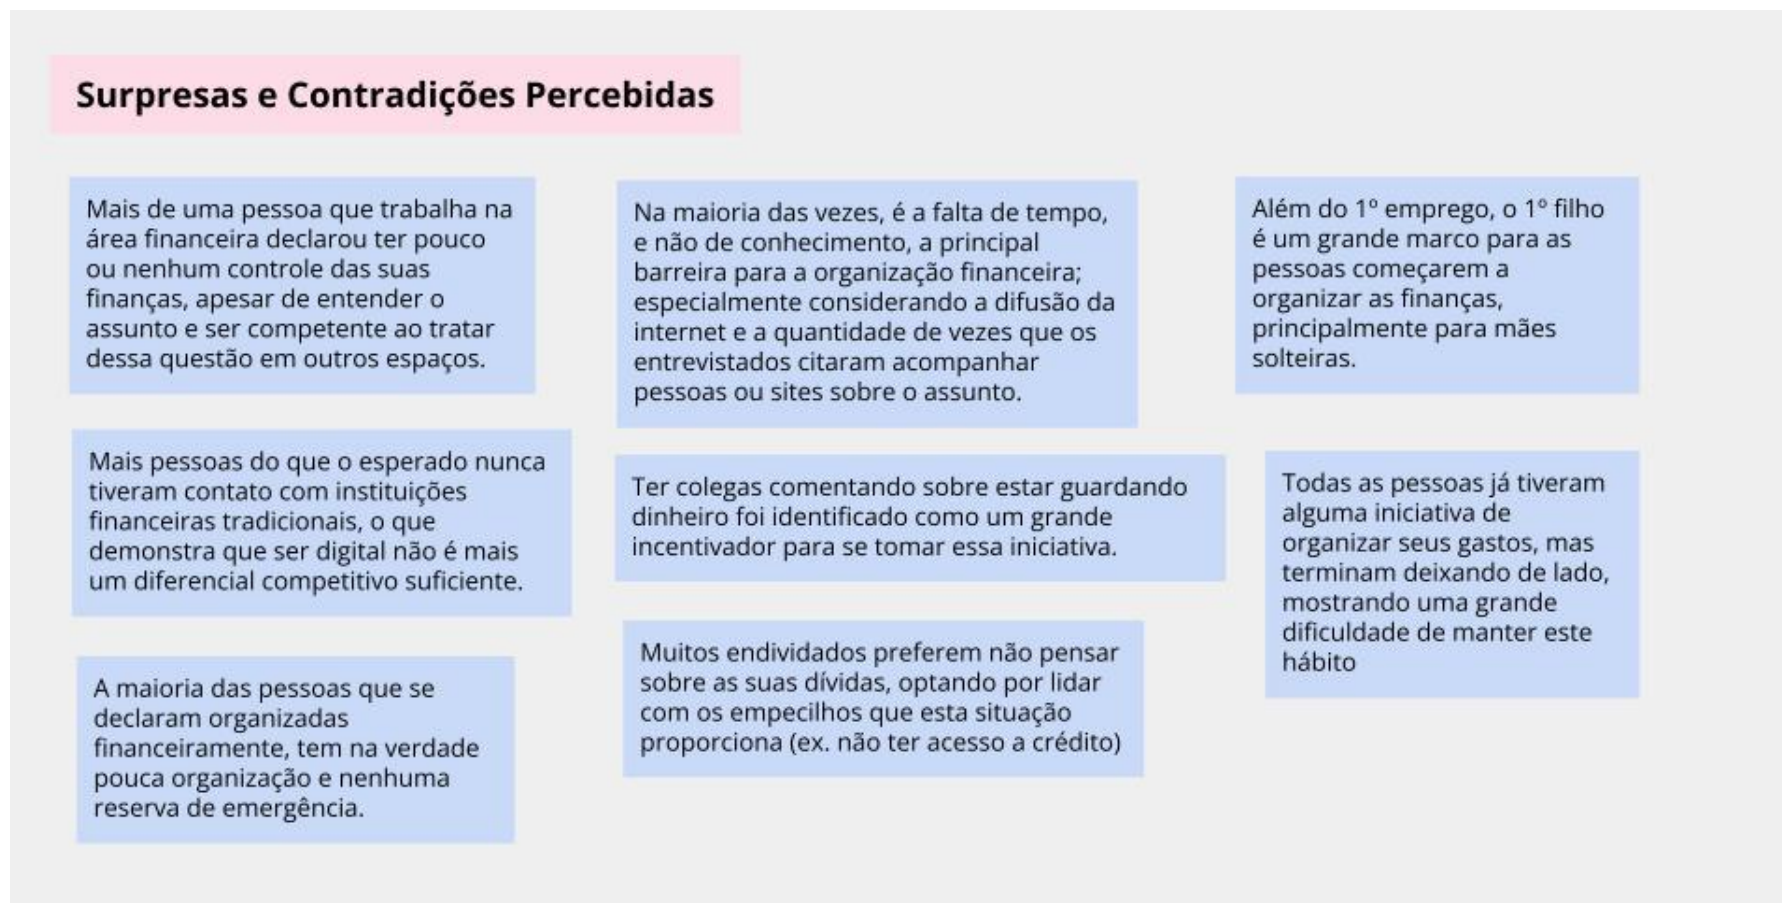 Surpresas e Contradições Percebidas
Mais de uma pessoa que trabalha na
área financeira declarou ter pouco
ou nenhum controle das suas
finanças, apesar de entender o
assunto e ser competente ao tratar
dessa questão em outros espaços.
Mais pessoas do que o esperado nunca
tiveram contato com instituições
financeiras tradicionais, o que
demonstra que ser digital não é mais
um diferencial competitivo suficiente.
A maioria das pessoas que se
declaram organizadas
financeiramente, tem na verdade
pouca organização e nenhuma
reserva de emergência.
Na maioria das vezes, é a falta de tempo,
e não de conhecimento, a principal
barreira para a organização financeira;
especialmente considerando a difusão da
internet e a quantidade de vezes que os
entrevistados citaram acompanhar
pessoas ou sites sobre o assunto.
Ter colegas comentando sobre estar guardando
dinheiro foi identificado como um grande
incentivador para se tomar essa iniciativa.
Muitos endividados preferem não pensar
sobre as suas dívidas, optando por lidar
com os empecilhos que esta situação
proporciona (ex. não ter acesso a crédito)
Além do 1º emprego, o 1º filho
é um grande marco para as
pessoas começarem a
organizar as finanças,
principalmente para mães
solteiras.
Todas as pessoas já tiveram
alguma iniciativa de
organizar seus gastos, mas
terminam deixando de lado,
mostrando uma grande
dificuldade de manter este
hábito